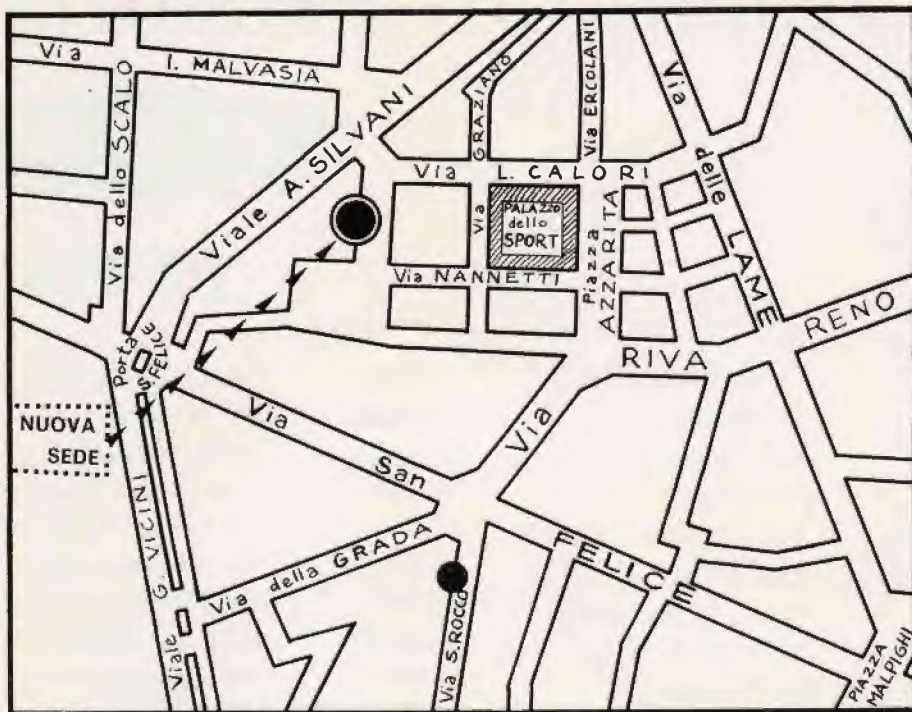 Via I. MALVASIA
Via dello SCALO
Viale A. SILVANI
Via GRAZIANO
Via ERCOLANI
Via delle LAME
Via L. CALORI
PALAZZO
dello
SPORT
Piazza
AZZARITA
Via NANNETTI
Porta
S. FELICE
RIVA RENO
Via
NUOVA
SEDE
Via San FELICE
Viale G. VICINI
Via della GRADA
Via S. ROCCO
PIAZZA
MALPIGHI